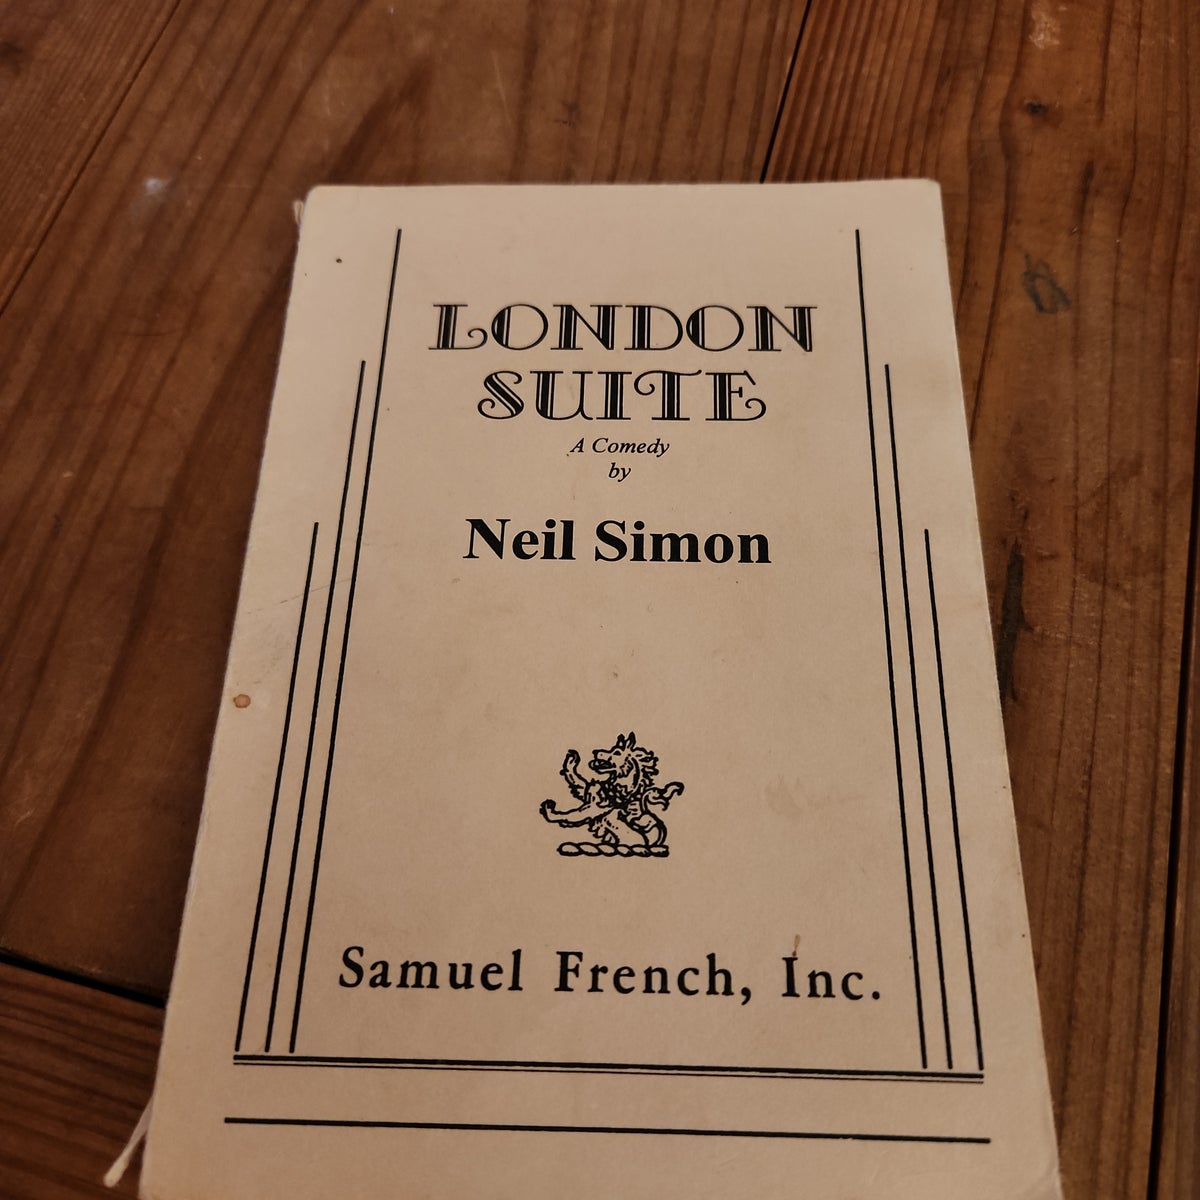 LONDON
SUITE
A Comedy
by
Neil Simon
Samuel French, Inc.